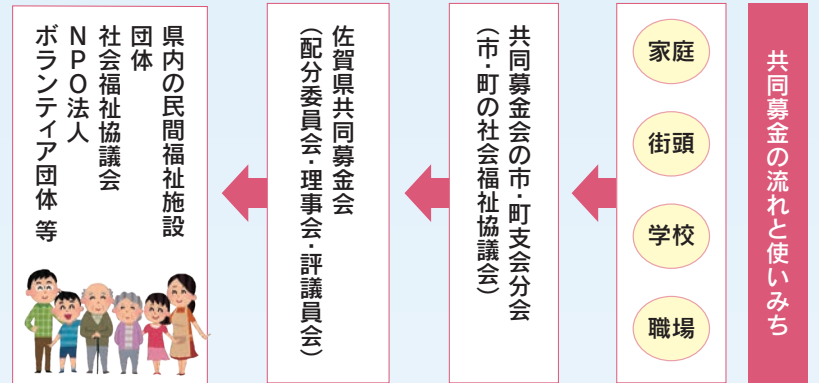 共同募金の流れと使いみち
家庭
街頭
学校
職場
共同募金会の市・町支会分会
（市・町の社会福祉協議会）
佐賀県共同募金会
（配分委員会・理事会・評議員会）
県内の民間福祉施設
団体
社会福祉協議会
NPO法人
ボランティア団体 等